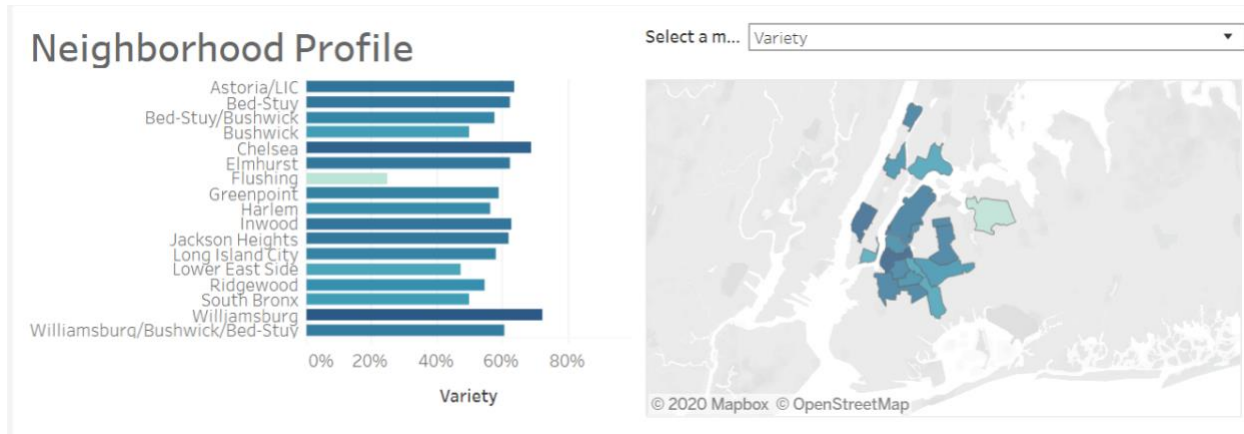 Neighborhood Profile
Select a m... Variety
Astoria/LIC
Bed-Stuy
Bed-Stuy/Bushwick
Bushwick
Chelsea
Elmhurst
Flushing
Greenpoint
Harlem
Inwood
Jackson Heights
Long Island City
Lower East Side
Ridgewood
South Bronx
Williamsburg
Williamsburg/Bushwick/Bed-Stuy
0% 20% 40% 60% 80%
Variety
© 2020 Mapbox © OpenStreetMap